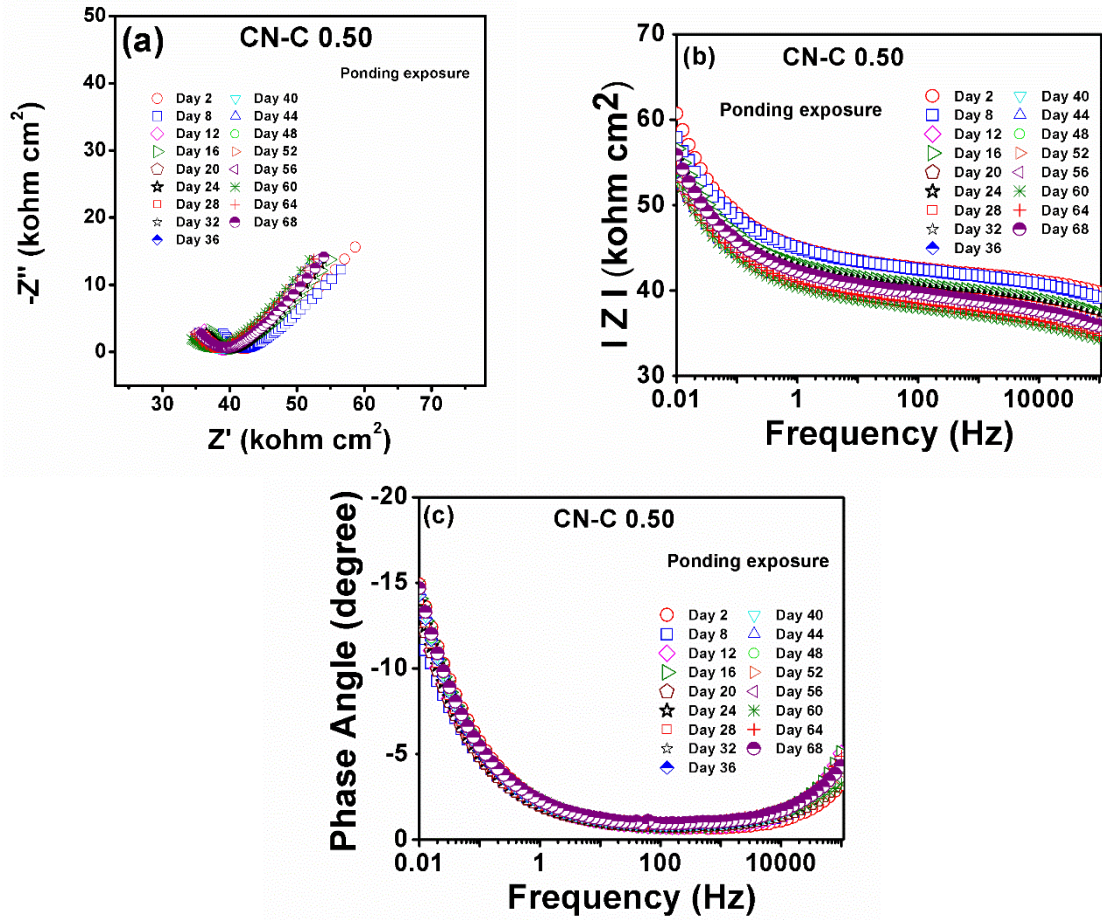 (a)
CN-C 0.50
Ponding exposure
Day 2
Day 8
Day 12
Day 16
Day 20
Day 24
Day 28
Day 32
Day 36
Day 40
Day 44
Day 48
Day 52
Day 56
Day 60
Day 64
Day 68
-Z'' (kohm cm2)
50
40
30
20
10
0
30 40 50 60 70
Z' (kohm cm2)
(b)
CN-C 0.50
Ponding exposure
Day 2
Day 8
Day 12
Day 16
Day 20
Day 24
Day 28
Day 32
Day 36
Day 40
Day 44
Day 48
Day 52
Day 56
Day 60
Day 64
Day 68
I Z I (kohm cm2)
70
60
50
40
30
0.01 1 100 10000
Frequency (Hz)
(c)
CN-C 0.50
Ponding exposure
Day 2
Day 8
Day 12
Day 16
Day 20
Day 24
Day 28
Day 32
Day 36
Day 40
Day 44
Day 48
Day 52
Day 56
Day 60
Day 64
Day 68
Phase Angle (degree)
-20
-15
-10
-5
0
0.01 1 100 10000
Frequency (Hz)